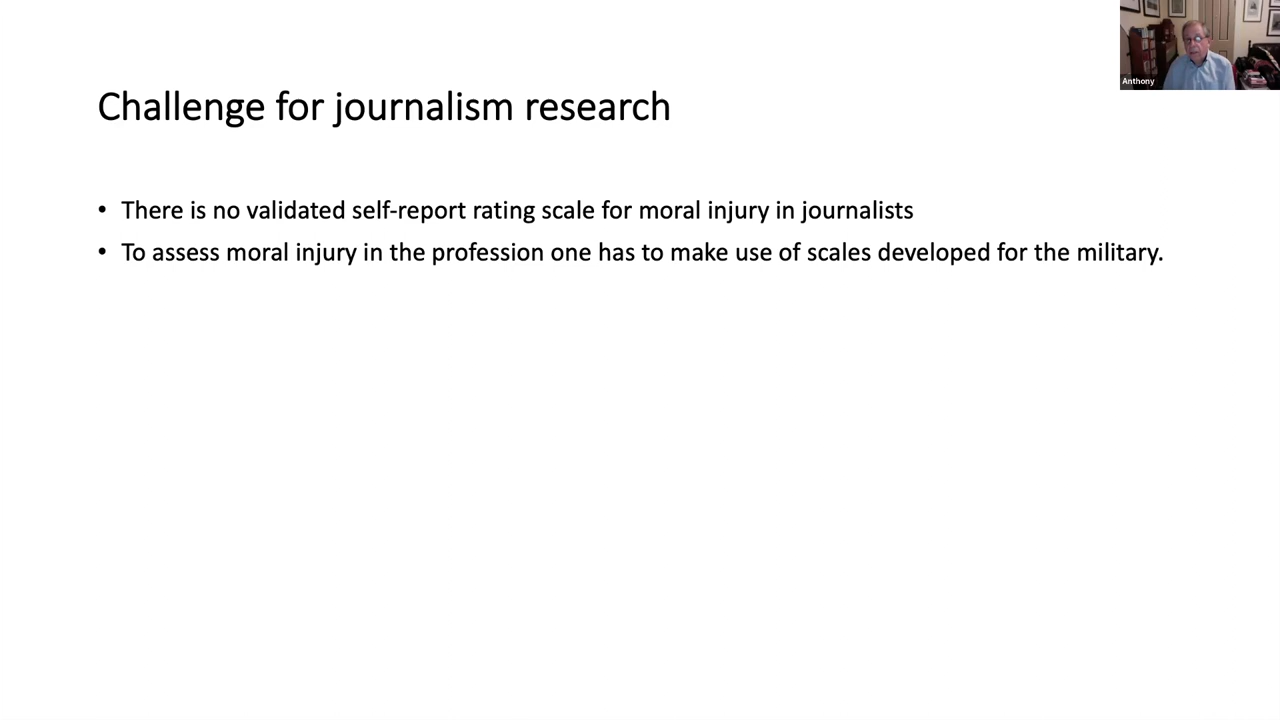 Anthony
Challenge for journalism research
• There is no validated self-report rating scale for moral injury in journalists
• To assess moral injury in the profession one has to make use of scales developed for the military.